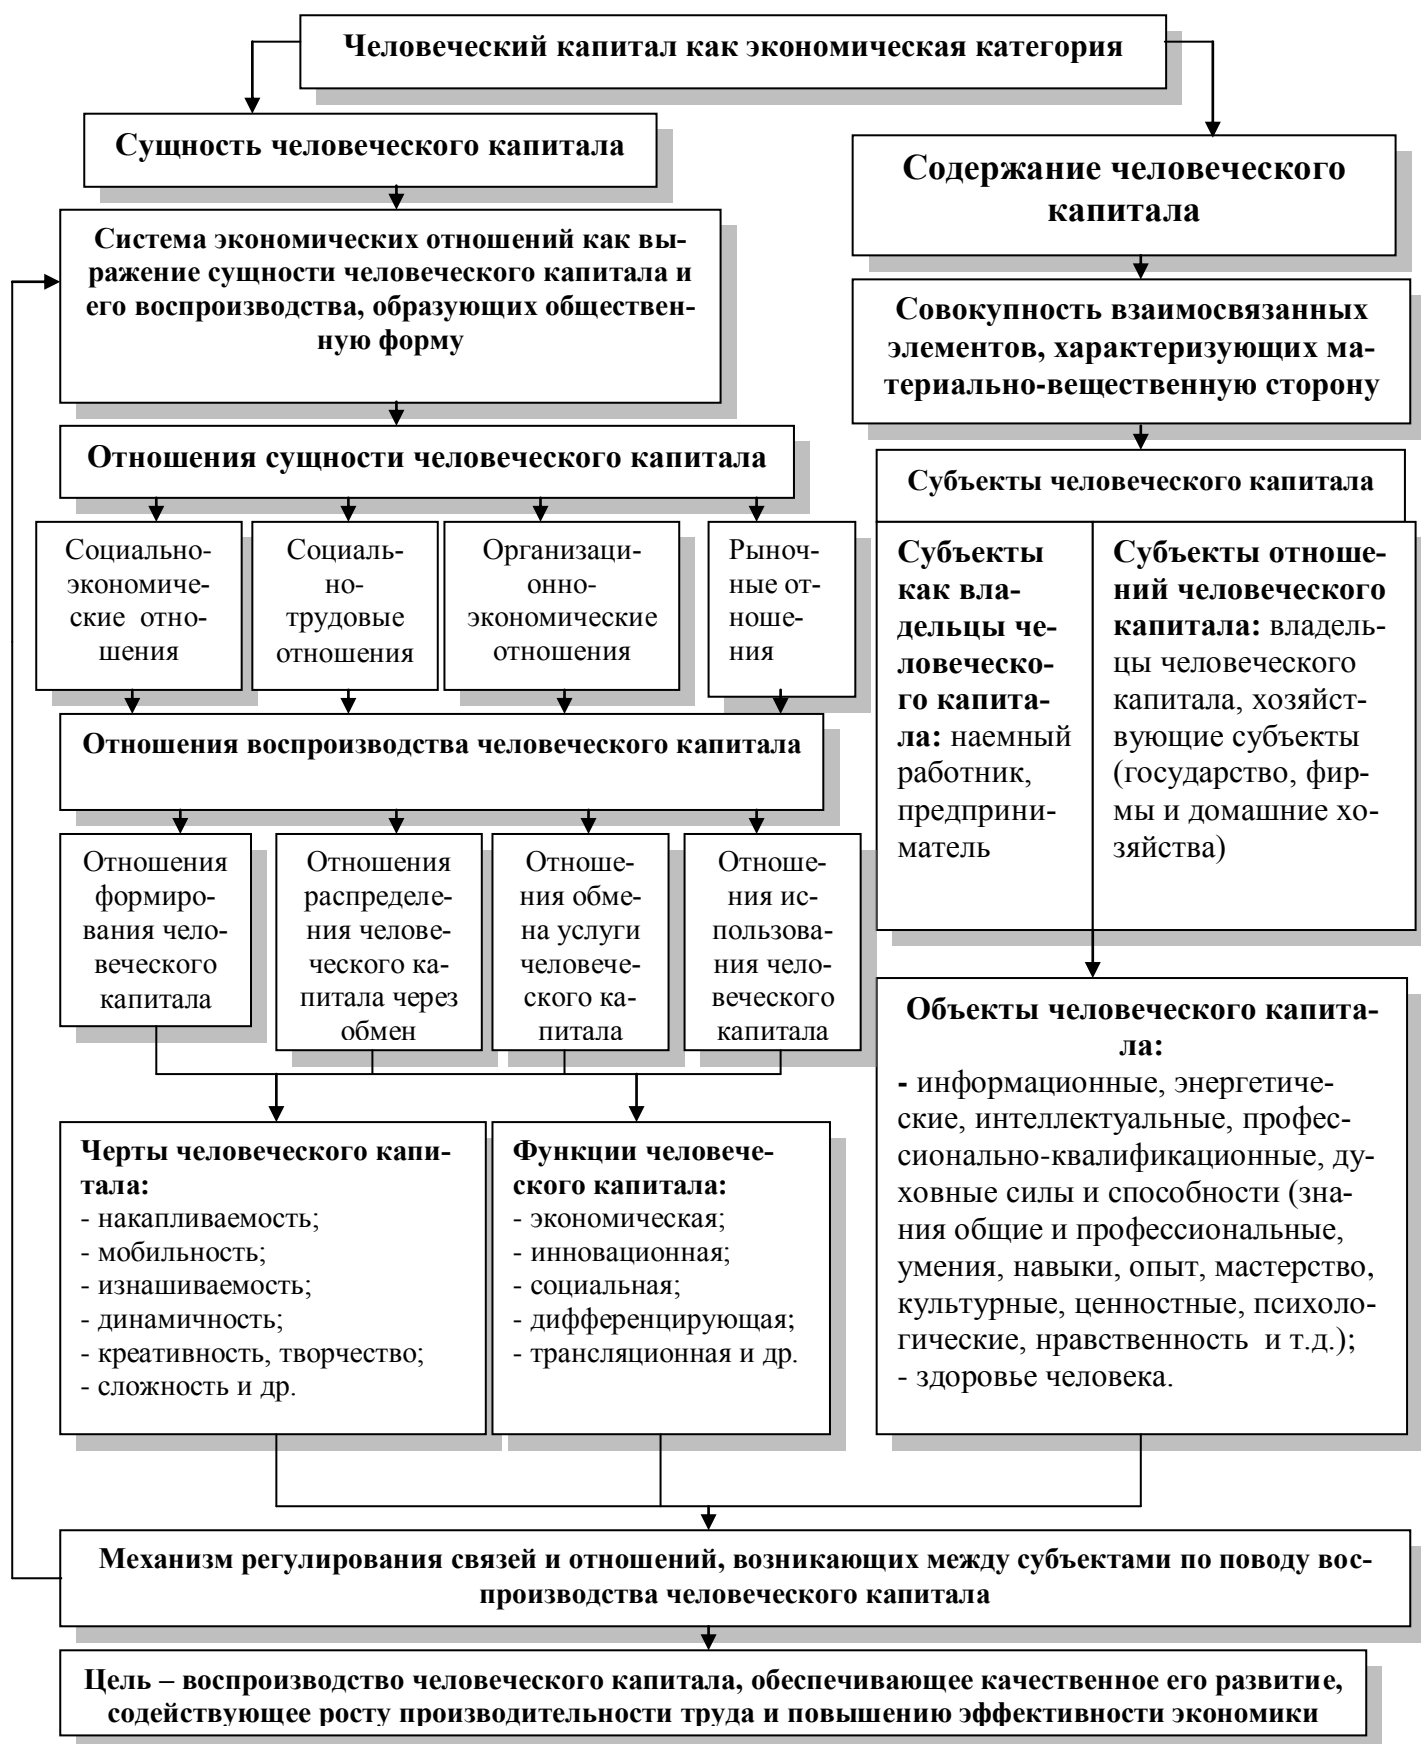 Человеческий капитал как экономическая категория
Сущность человеческого капитала
Содержание человеческого
капитала
Система экономических отношений как вы-
ражение сущности человеческого капитала и
его воспроизводства, образующих обществен-
ную форму
Совокупность взаимосвязанных
элементов, характеризующих ма-
териально-вещественную сторону
Отношения сущности человеческого капитала
Социально-
экономиче-
ские отно-
шения
Социаль-
но-
трудовые
отношения
Организаци-
онно-
экономические
отношения
Рыноч-
ные от-
ноше-
ния
Субъекты человеческого капитала
Субъекты
как вла-
дельцы че-
ловеческо-
го капита-
ла: наемный
работник,
предприни-
матель
Субъекты отноше-
ний человеческого
капитала: владель-
цы человеческого
капитала, хозяйст-
вующие субъекты
(государство, фир-
мы и домашние хо-
зяйства)
Отношения воспроизводства человеческого капитала
Отношения
формиро-
вания чело-
веческого
капитала
Отношения
распределе-
ния челове-
ческого ка-
питала через
обмен
Отноше-
ния обме-
на услуги
человече-
ского ка-
питала
Отноше-
ния ис-
пользова-
ния чело-
веческого
капитала
Объекты человеческого капита-
ла:
- информационные, энергетиче-
ские, интеллектуальные, профес-
сионально-квалификационные, ду-
ховные силы и способности (зна-
ния общие и профессиональные,
умения, навыки, опыт, мастерство,
культурные, ценностные, психоло-
гические, нравственность и т.д.);
- здоровье человека.
Черты человеческого капи-
тала:
- накапливаемость;
- мобильность;
- изнашиваемость;
- динамичность;
- креативность, творчество;
- сложность и др.
Функции человече-
ского капитала:
- экономическая;
- инновационная;
- социальная;
- дифференцирующая;
- трансляционная и др.
Механизм регулирования связей и отношений, возникающих между субъектами по поводу вос-
производства человеческого капитала
Цель – воспроизводство человеческого капитала, обеспечивающее качественное его развитие,
содействующее росту производительности труда и повышению эффективности экономики